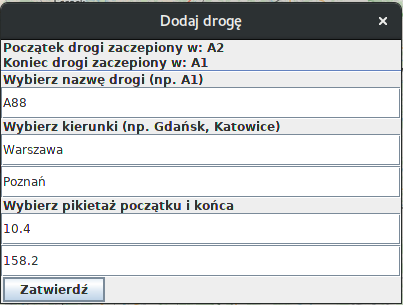 Dodaj drogę
Początek drogi zaczepiony w: A2
Koniec drogi zaczepiony w: A1
Wybierz nazwę drogi (np. A1)
A88
Wybierz kierunki (np. Gdańsk, Katowice)
Warszawa
Poznań
Wybierz pikietaż początku i końca
10.4
158.2
Zatwierdź